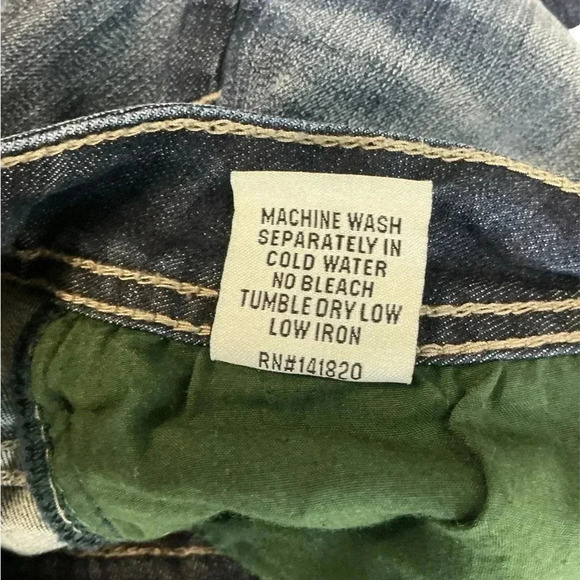 MACHINE WASH
SEPARATELY IN
COLD WATER
NO BLEACH
TUMBLE DRY LOW
LOW IRON
RN#141820